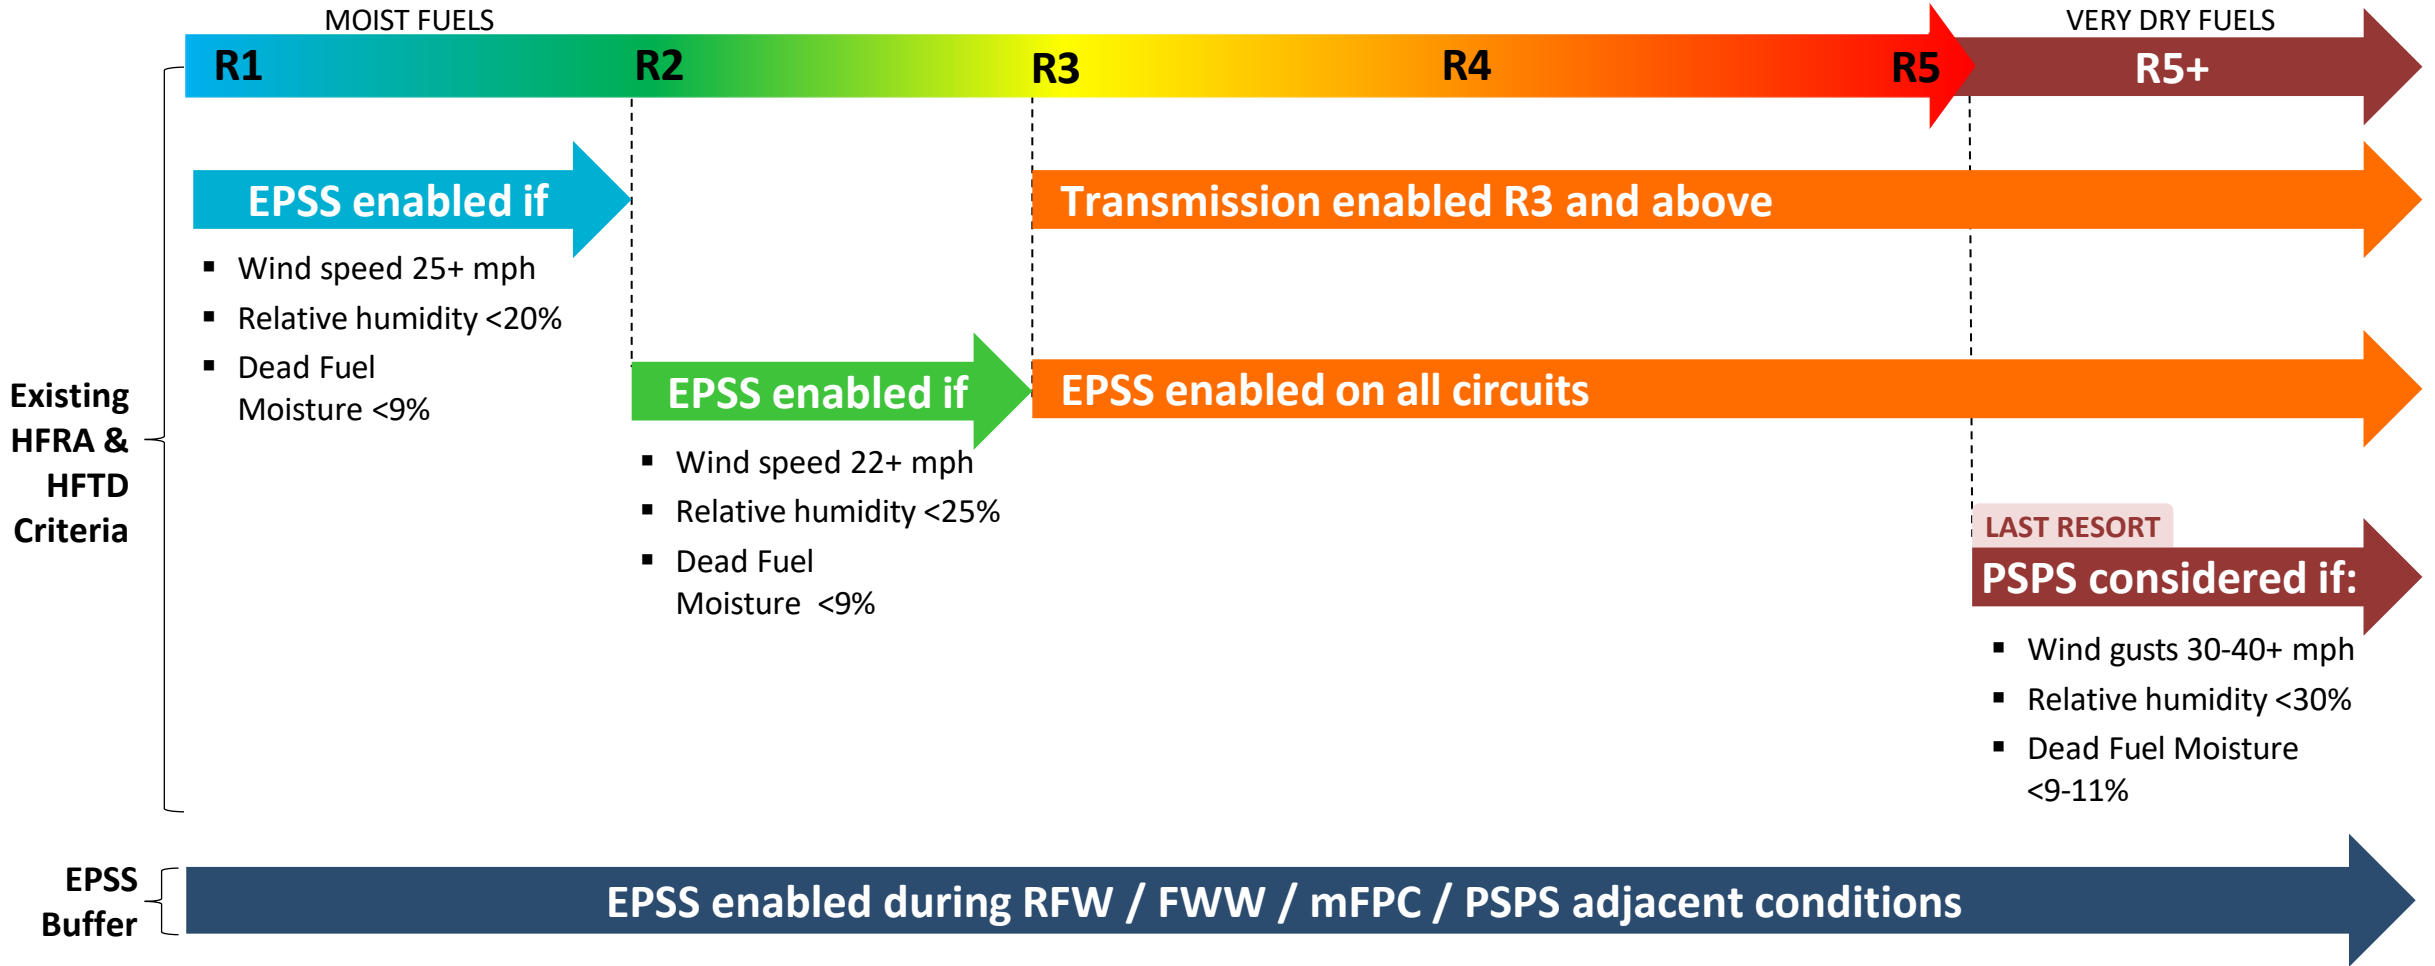 MOIST FUELS
VERY DRY FUELS
R1
R2
R3
R4
R5
R5+
EPSS enabled if
Transmission enabled R3 and above
▪ Wind speed 25+ mph
▪ Relative humidity <20%
▪ Dead Fuel
Moisture <9%
EPSS enabled if
EPSS enabled on all circuits
Existing
HFRA &
HFTD
Criteria
▪ Wind speed 22+ mph
▪ Relative humidity <25%
▪ Dead Fuel
Moisture <9%
LAST RESORT
PSPS considered if:
▪ Wind gusts 30-40+ mph
▪ Relative humidity <30%
▪ Dead Fuel Moisture
<9-11%
EPSS
Buffer
EPSS enabled during RFW / FWW / mFPC / PSPS adjacent conditions